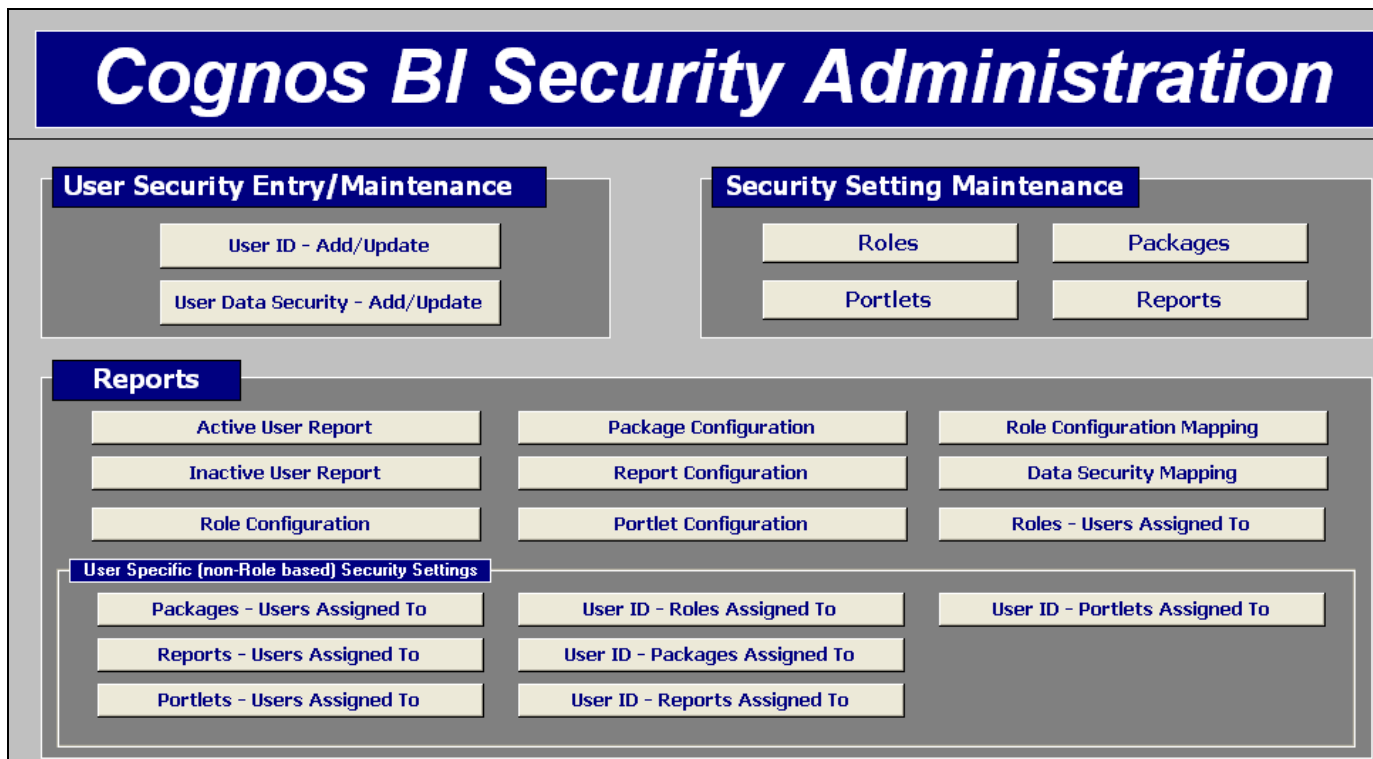 Cognos BI Security Administration
User Security Entry/Maintenance
User ID - Add/Update
User Data Security - Add/Update
Security Setting Maintenance
Roles
Packages
Portlets
Reports
Reports
Active User Report
Package Configuration
Role Configuration Mapping
Inactive User Report
Report Configuration
Data Security Mapping
Role Configuration
Portlet Configuration
Roles - Users Assigned To
User Specific (non-Role based) Security Settings
Packages - Users Assigned To
User ID - Roles Assigned To
User ID - Portlets Assigned To
Reports - Users Assigned To
User ID - Packages Assigned To
Portlets - Users Assigned To
User ID - Reports Assigned To